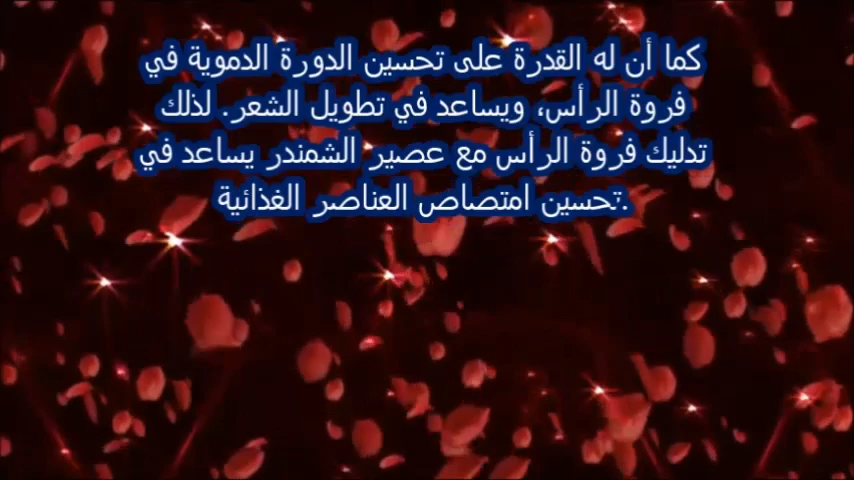 كما أن له القدرة على تحسين الدورة الدموية في
فروة الرأس، ويساعد في تطويل الشعر. لذلك
تدليك فروة الرأس مع عصير الشمندر يساعد في
تحسين امتصاص العناصر الغذائية.